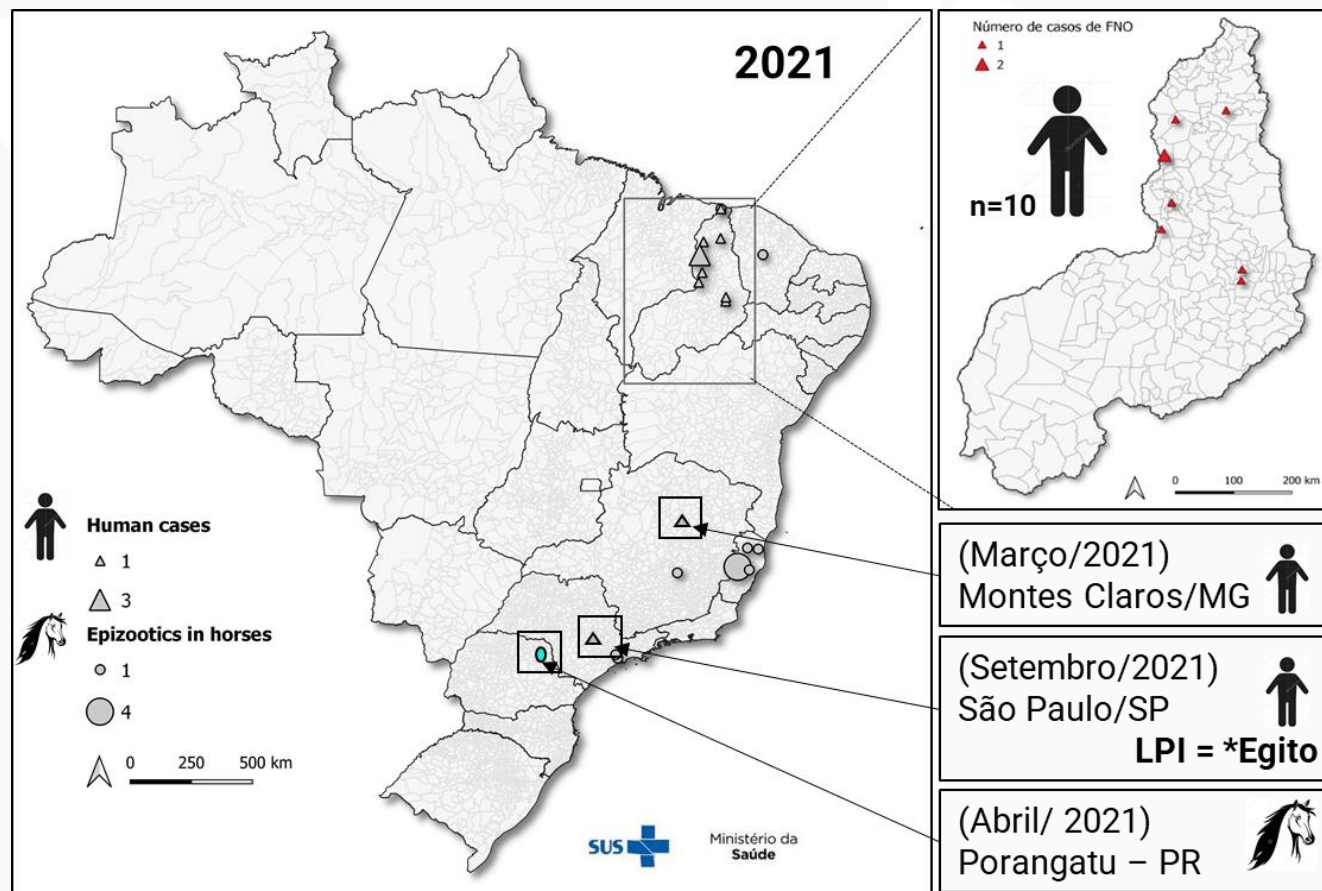 2021
Human cases
1
3
Epizootics in horses
1
4
0 250 500 km
SUS
Ministério da
Saúde
Número de casos de FNO
1
2
n=10
0 100 200 km
(Março/2021)
Montes Claros/MG
(Setembro/2021)
São Paulo/SP
LPI = *Egito
(Abril/ 2021)
Porangatu – PR